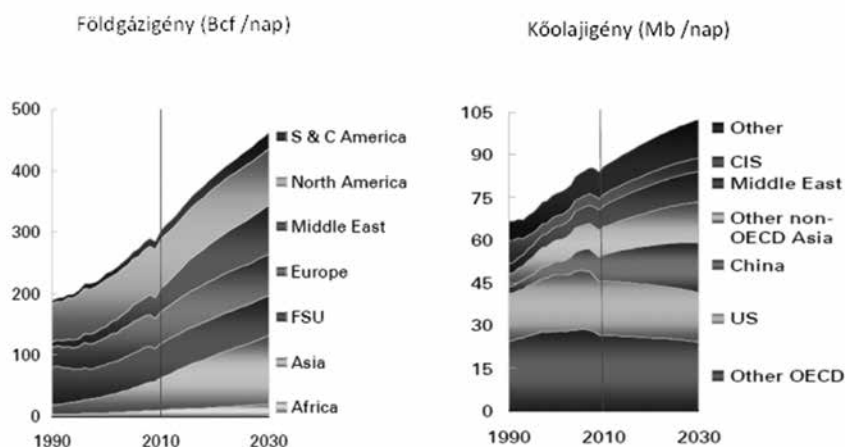 Földgázigény (Bcf /nap)
500
400
300
200
100
0
1990
2010
2030
S & C America
North America
Middle East
Europe
FSU
Asia
Africa
Kőolajigény (Mb /nap)
105
90
75
60
45
30
15
0
1990
2010
2030
Other
CIS
Middle East
Other non-
OECD Asia
China
US
Other OECD